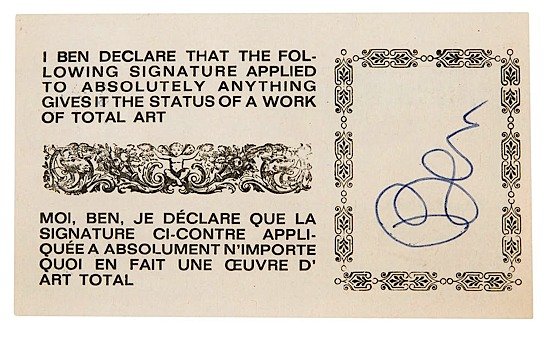 I BEN DECLARE THAT THE FOL-
LOWING SIGNATURE APPLIED
TO ABSOLUTELY ANYTHING
GIVES IT THE STATUS OF A WORK
OF TOTAL ART
MOI, BEN, JE DÉCLARE QUE LA
SIGNATURE CI-CONTRE APPLI-
QUÉE A ABSOLUMENT N'IMPORTE
QUOI EN FAIT UNE ŒUVRE D'
ART TOTAL
Ben